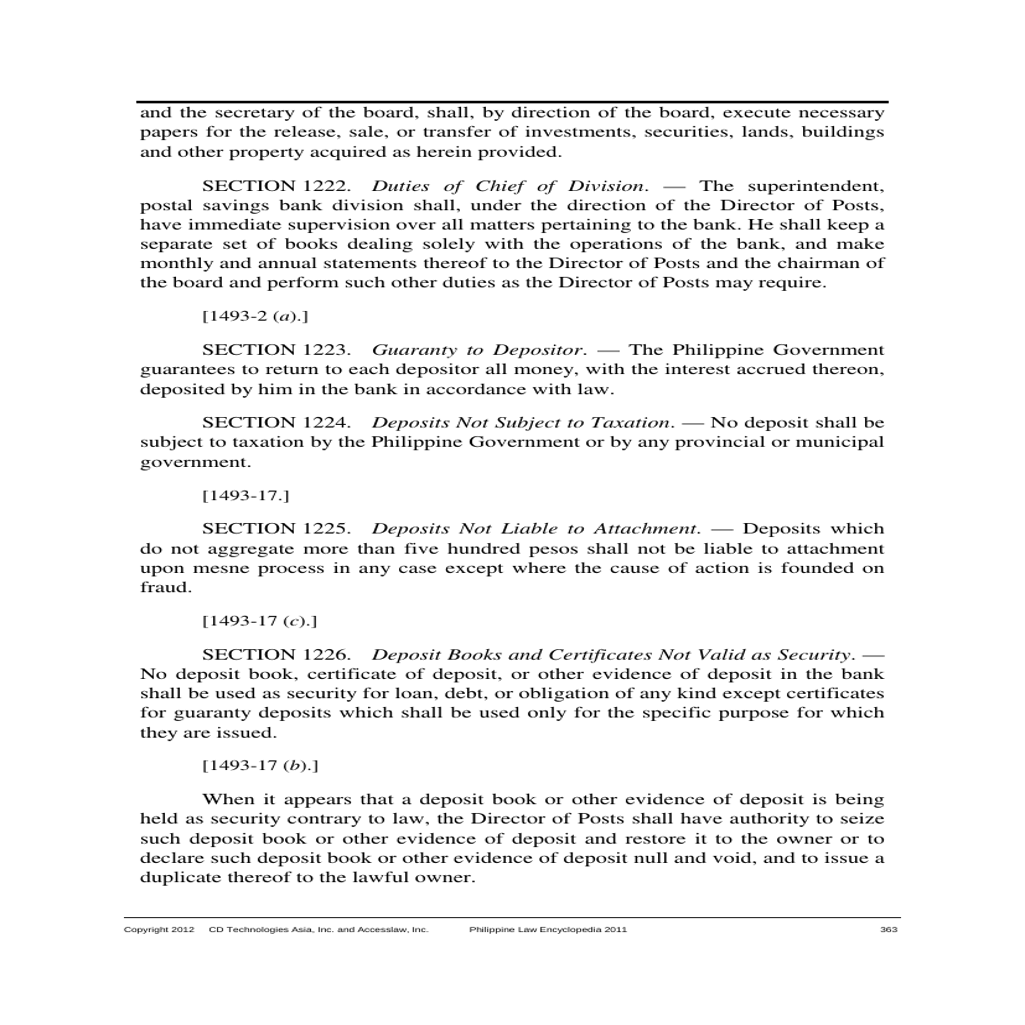 and the secretary of the board, shall, by direction of the board, execute necessary
papers for the release, sale, or transfer of investments, securities, lands, buildings
and other property acquired as herein provided.
SECTION 1222. Duties of Chief of Division. — The superintendent,
postal savings bank division shall, under the direction of the Director of Posts,
have immediate supervision over all matters pertaining to the bank. He shall keep a
separate set of books dealing solely with the operations of the bank, and make
monthly and annual statements thereof to the Director of Posts and the chairman of
the board and perform such other duties as the Director of Posts may require.
[1493-2 (a).]
SECTION 1223. Guaranty to Depositor. — The Philippine Government
guarantees to return to each depositor all money, with the interest accrued thereon,
deposited by him in the bank in accordance with law.
SECTION 1224. Deposits Not Subject to Taxation. — No deposit shall be
subject to taxation by the Philippine Government or by any provincial or municipal
government.
[1493-17.]
SECTION 1225. Deposits Not Liable to Attachment. — Deposits which
do not aggregate more than five hundred pesos shall not be liable to attachment
upon mesne process in any case except where the cause of action is founded on
fraud.
[1493-17 (c).]
SECTION 1226. Deposit Books and Certificates Not Valid as Security. —
No deposit book, certificate of deposit, or other evidence of deposit in the bank
shall be used as security for loan, debt, or obligation of any kind except certificates
for guaranty deposits which shall be used only for the specific purpose for which
they are issued.
[1493-17 (b).]
When it appears that a deposit book or other evidence of deposit is being
held as security contrary to law, the Director of Posts shall have authority to seize
such deposit book or other evidence of deposit and restore it to the owner or to
declare such deposit book or other evidence of deposit null and void, and to issue a
duplicate thereof to the lawful owner.
Copyright 2012 CD Technologies Asia, Inc. and Accesslaw, Inc. Philippine Law Encyclopedia 2011 363